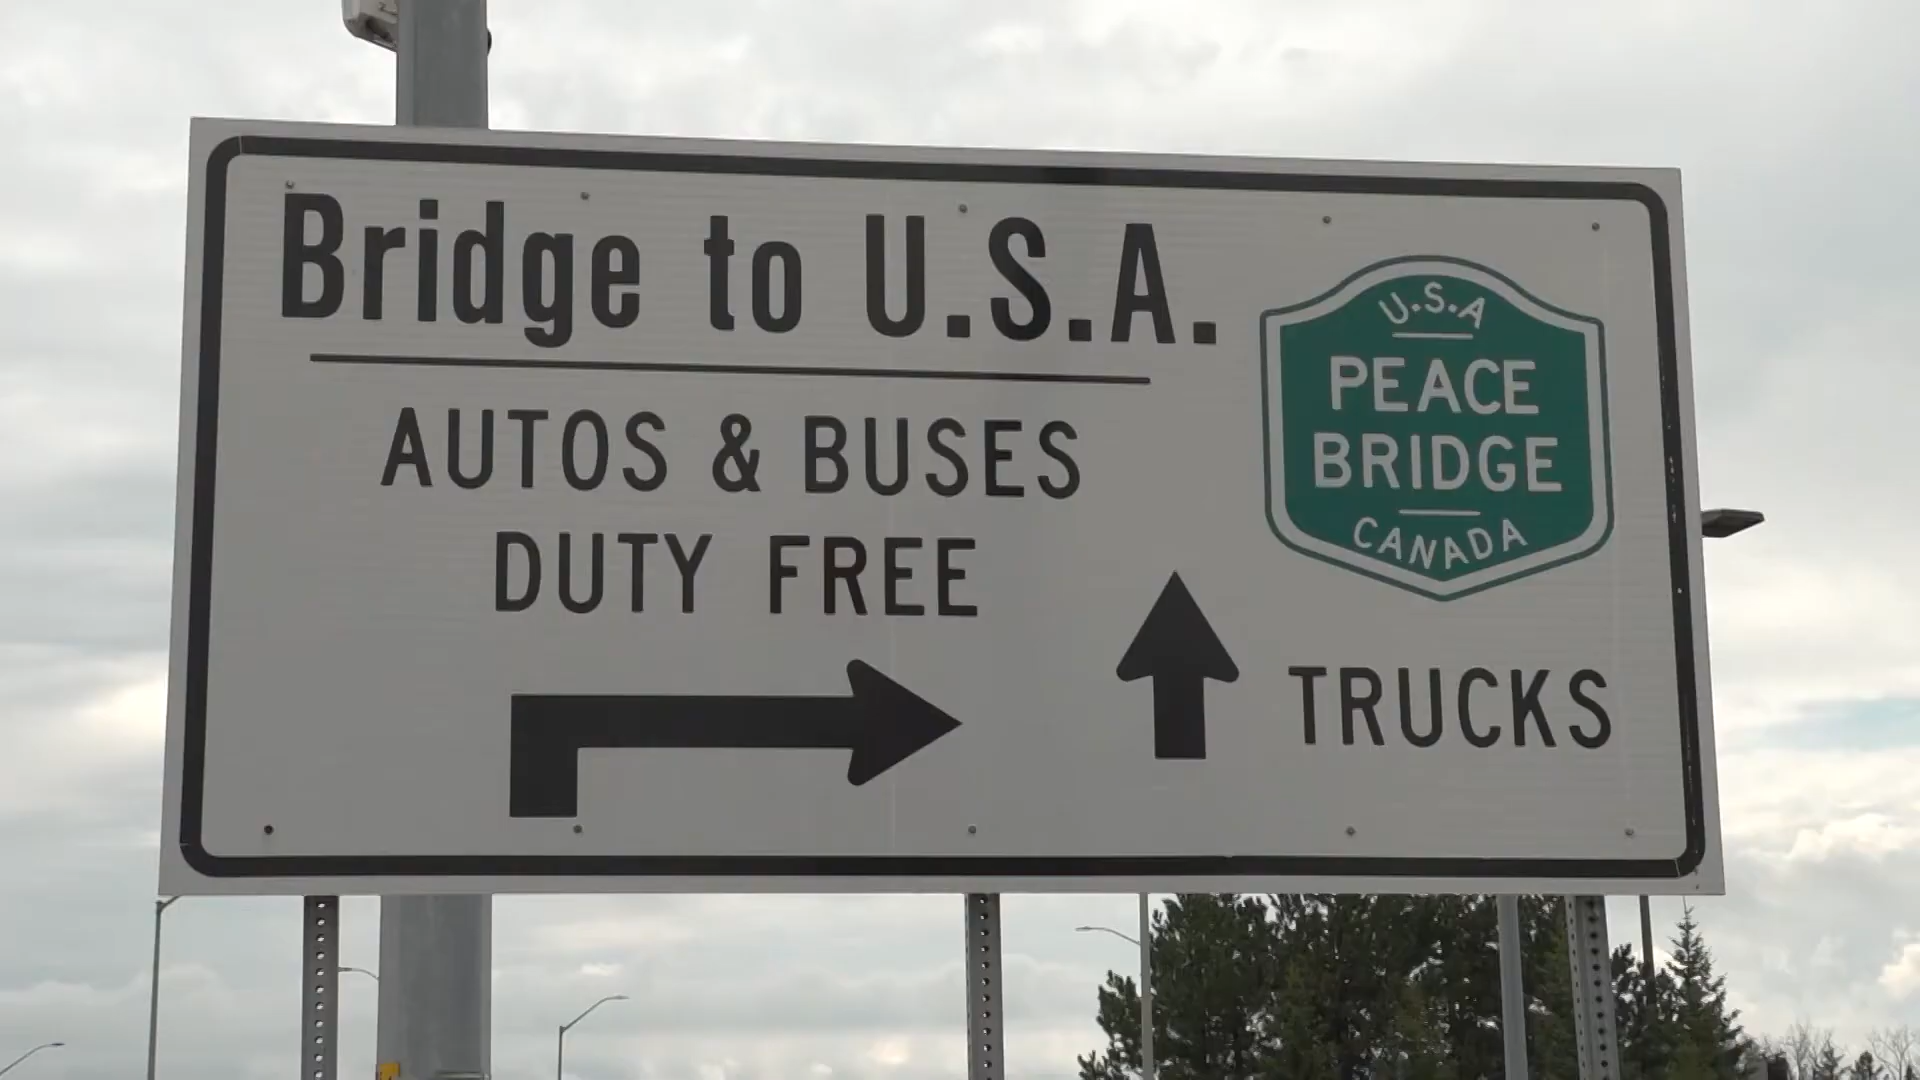 Bridge to U.S.A.
AUTOS & BUSES
DUTY FREE
U.S.A
PEACE
BRIDGE
CANADA
TRUCKS